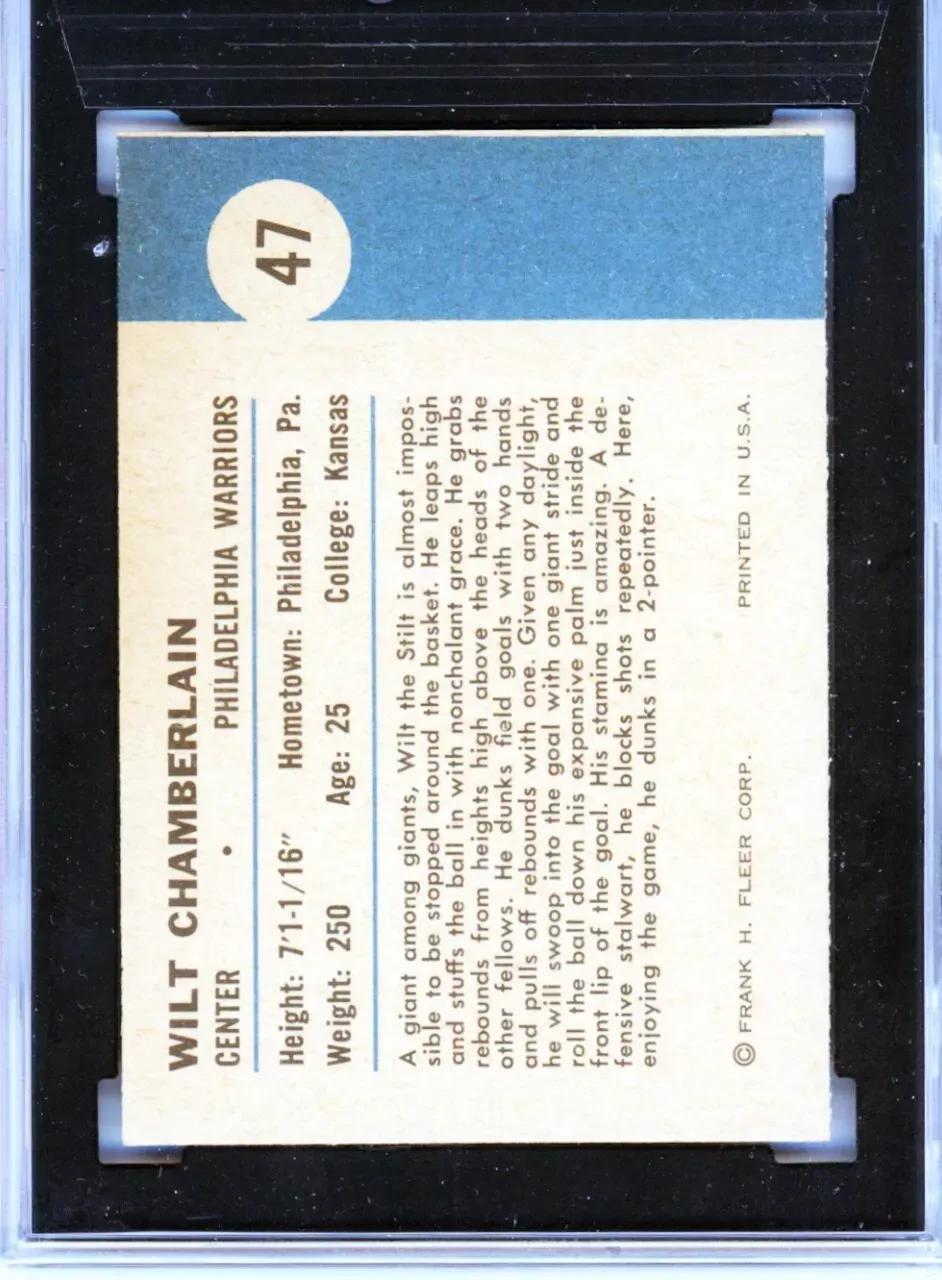 47
WILT CHAMBERLAIN
CENTER • PHILADELPHIA WARRIORS
Height: 7'1-1/16" Hometown: Philadelphia, Pa.
Weight: 250 Age: 25 College: Kansas
A giant among giants, Wilt the Stilt is almost impos-
sible to be stopped around the basket. He leaps high
and stuffs the ball in with nonchalant grace. He grabs
rebounds from heights high above the heads of the
other fellows. He dunks field goals with two hands
and pulls off rebounds with one. Given any daylight,
he will swoop into the goal with one giant stride and
roll the ball down his expansive palm just inside the
front lip of the goal. His stamina is amazing. A de-
fensive stalwart, he blocks shots repeatedly. Here,
enjoying the game, he dunks in a 2-pointer.
© FRANK H. FLEER CORP. PRINTED IN U.S.A.